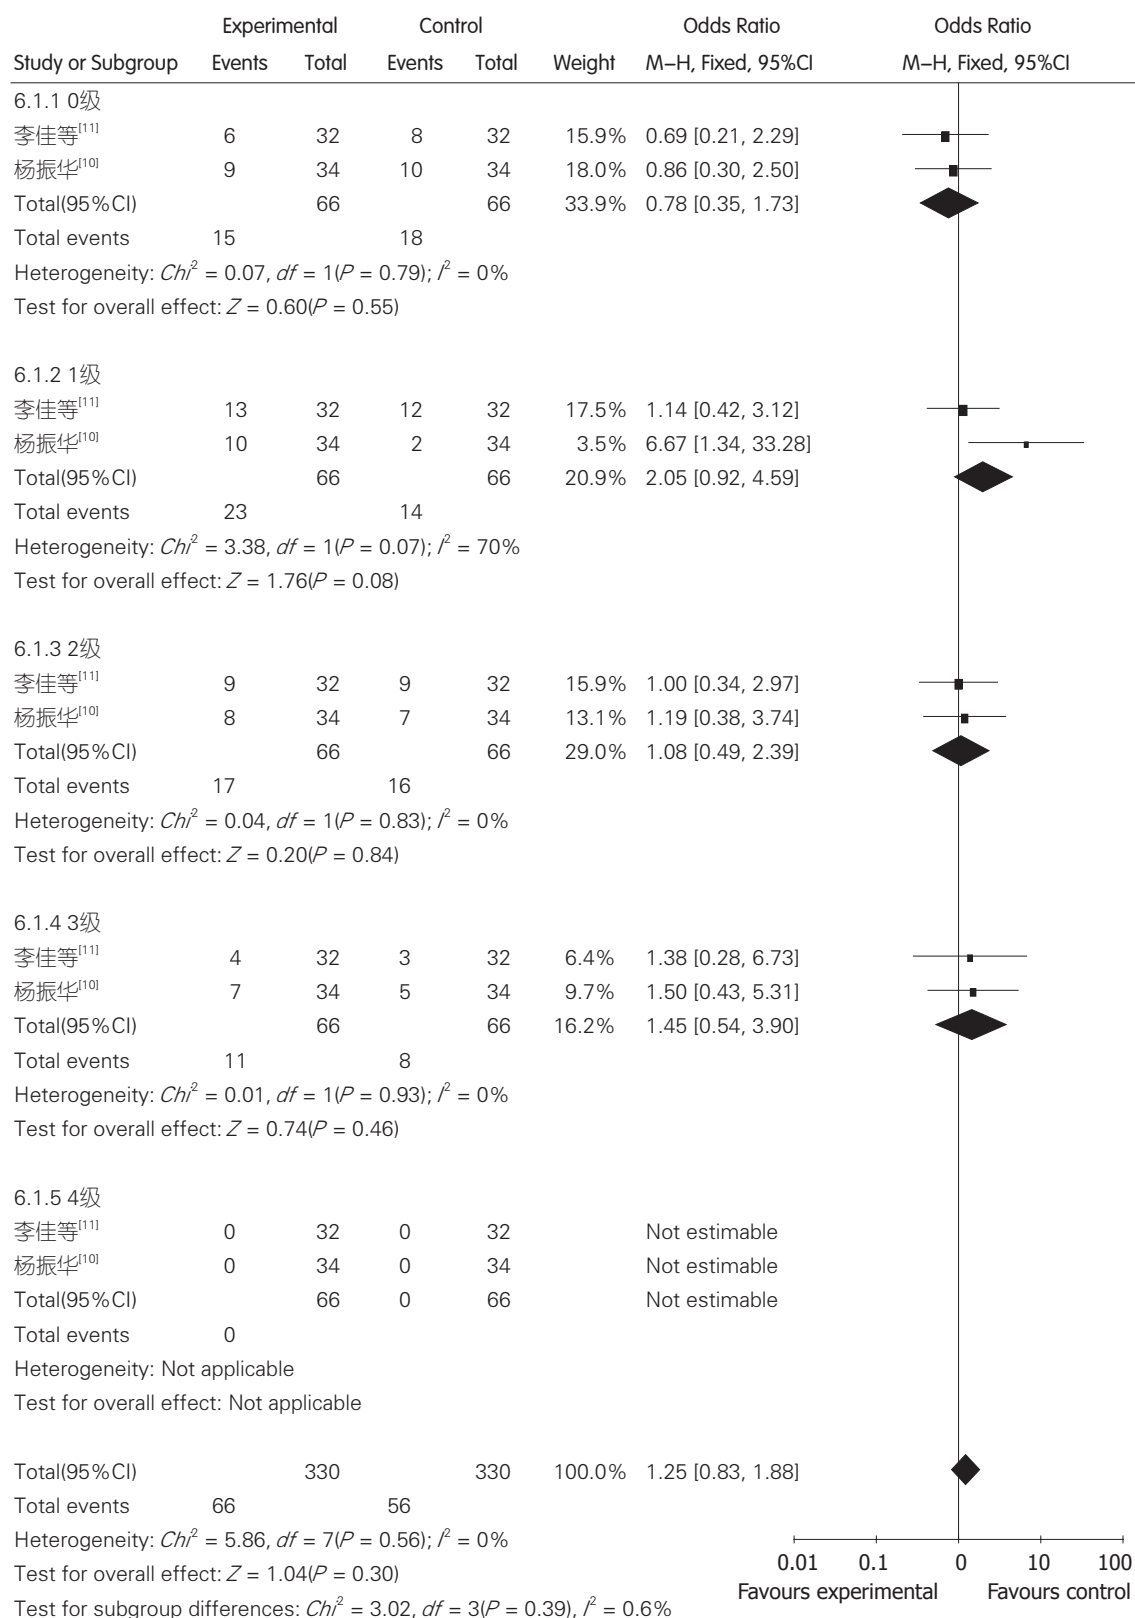 Experimental Control Odds Ratio Odds Ratio
Study or Subgroup Events Total Events Total Weight M–H, Fixed, 95%CI M–H, Fixed, 95%CI
6.1.1 0级
李佳等[11] 6 32 8 32 15.9% 0.69 [0.21, 2.29]
杨振华[10] 9 34 10 34 18.0% 0.86 [0.30, 2.50]
Total(95%CI) 66 66 33.9% 0.78 [0.35, 1.73]
Total events 15 18
Heterogeneity: Chi² = 0.07, df = 1(P = 0.79); I² = 0%
Test for overall effect: Z = 0.60(P = 0.55)
6.1.2 1级
李佳等[11] 13 32 12 32 17.5% 1.14 [0.42, 3.12]
杨振华[10] 10 34 2 34 3.5% 6.67 [1.34, 33.28]
Total(95%CI) 66 66 20.9% 2.05 [0.92, 4.59]
Total events 23 14
Heterogeneity: Chi² = 3.38, df = 1(P = 0.07); I² = 70%
Test for overall effect: Z = 1.76(P = 0.08)
6.1.3 2级
李佳等[11] 9 32 9 32 15.9% 1.00 [0.34, 2.97]
杨振华[10] 8 34 7 34 13.1% 1.19 [0.38, 3.74]
Total(95%CI) 66 66 29.0% 1.08 [0.49, 2.39]
Total events 17 16
Heterogeneity: Chi² = 0.04, df = 1(P = 0.83); I² = 0%
Test for overall effect: Z = 0.20(P = 0.84)
6.1.4 3级
李佳等[11] 4 32 3 32 6.4% 1.38 [0.28, 6.73]
杨振华[10] 7 34 5 34 9.7% 1.50 [0.43, 5.31]
Total(95%CI) 66 66 16.2% 1.45 [0.54, 3.90]
Total events 11 8
Heterogeneity: Chi² = 0.01, df = 1(P = 0.93); I² = 0%
Test for overall effect: Z = 0.74(P = 0.46)
6.1.5 4级
李佳等[11] 0 32 0 32 Not estimable
杨振华[10] 0 34 0 34 Not estimable
Total(95%CI) 66 0 66 Not estimable
Total events 0
Heterogeneity: Not applicable
Test for overall effect: Not applicable
Total(95%CI) 330 330 100.0% 1.25 [0.83, 1.88]
Total events 66 56
Heterogeneity: Chi² = 5.86, df = 7(P = 0.56); I² = 0%
Test for overall effect: Z = 1.04(P = 0.30)
Test for subgroup differences: Chi² = 3.02, df = 3(P = 0.39), I² = 0.6%
0.01 0.1 0 10 100
Favours experimental Favours control